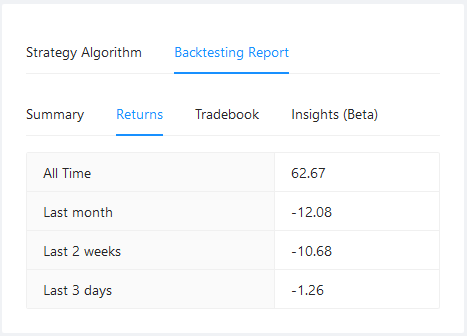 Strategy Algorithm Backtesting Report
Summary Returns Tradebook Insights (Beta)
All Time 62.67
Last month -12.08
Last 2 weeks -10.68
Last 3 days -1.26